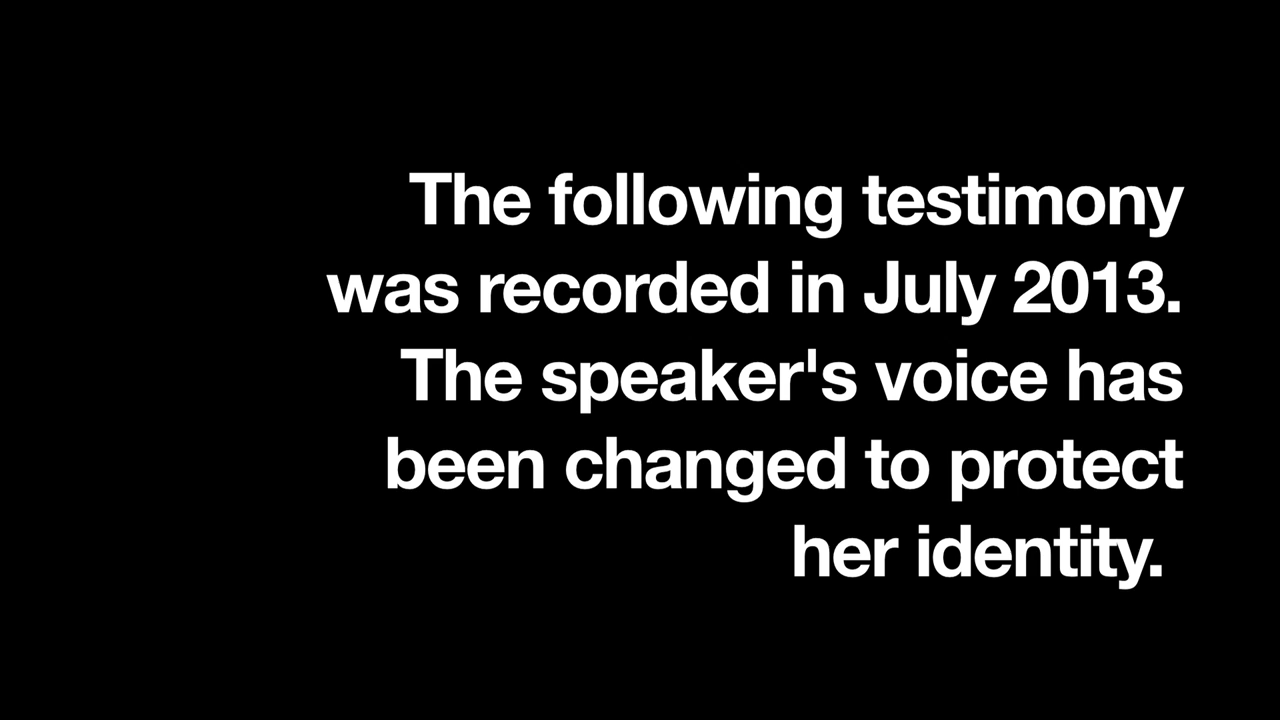 The following testimony
was recorded in July 2013.
The speaker's voice has
been changed to protect
her identity.